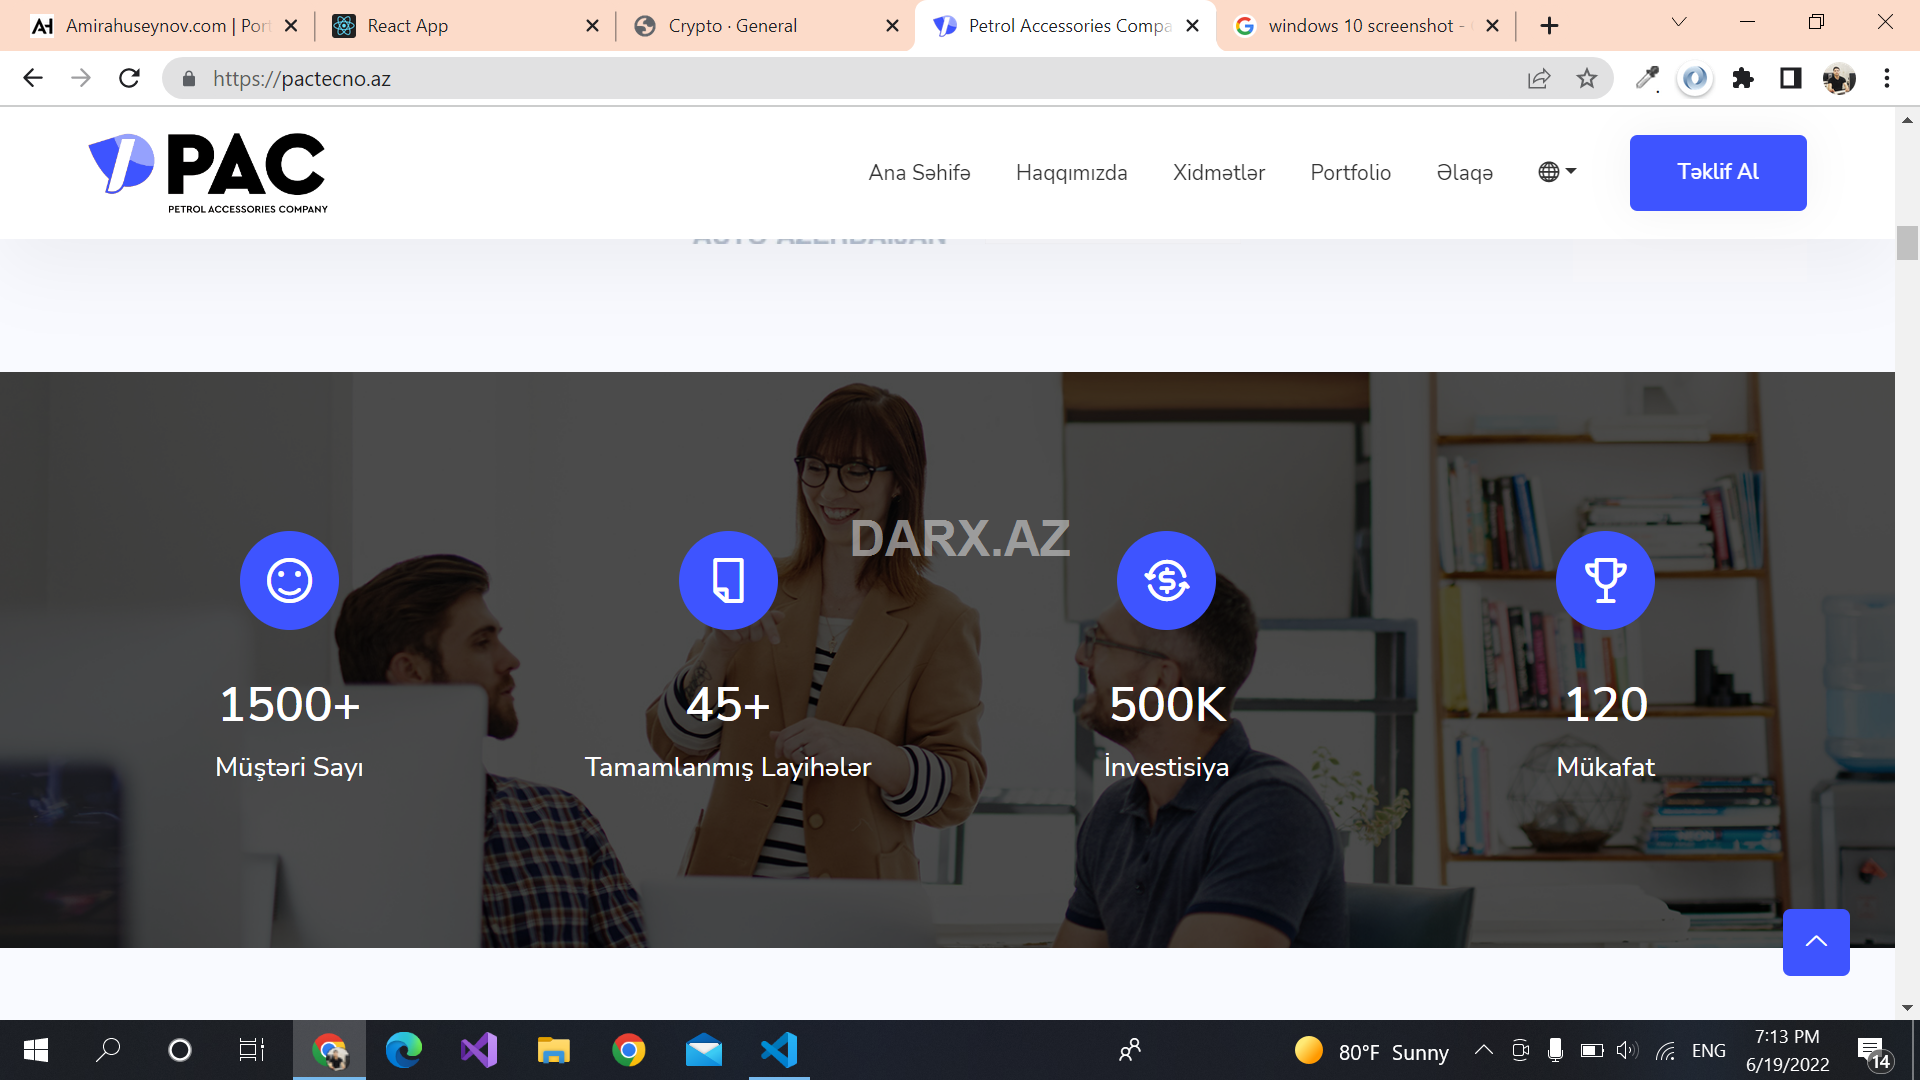 Amirahuseynov.com | Port
React App
Crypto · General
Petrol Accessories Compa
windows 10 screenshot -
https://pactecno.az
PAC
PETROL ACCESSORIES COMPANY
Ana Səhifə
Haqqımızda
Xidmətlər
Portfolio
Əlaqə
Təklif Al
AUTO AZERBAIJAN
DARX.AZ
1500+
45+
500K
120
Müştəri Sayı
Tamamlanmış Layihələr
İnvestisiya
Mükafat
80°F Sunny
ENG
7:13 PM
6/19/2022
14